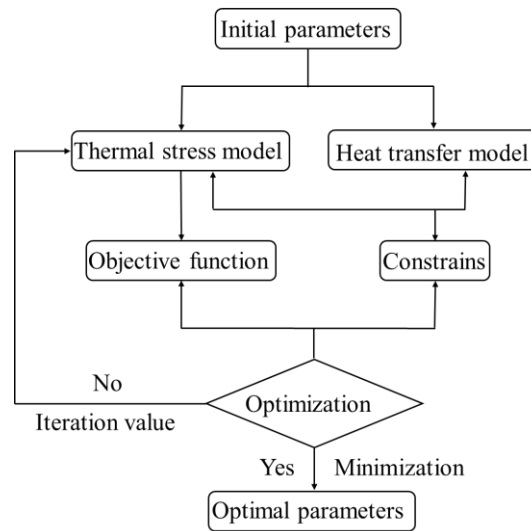 Initial parameters
Thermal stress model
Heat transfer model
Objective function
Constrains
No
Iteration value
Optimization
Yes
Minimization
Optimal parameters